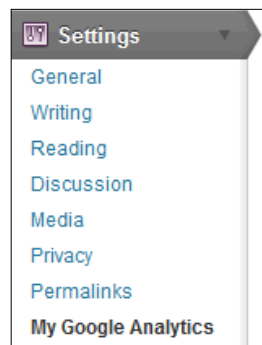 Settings
General
Writing
Reading
Discussion
Media
Privacy
Permalinks
My Google Analytics